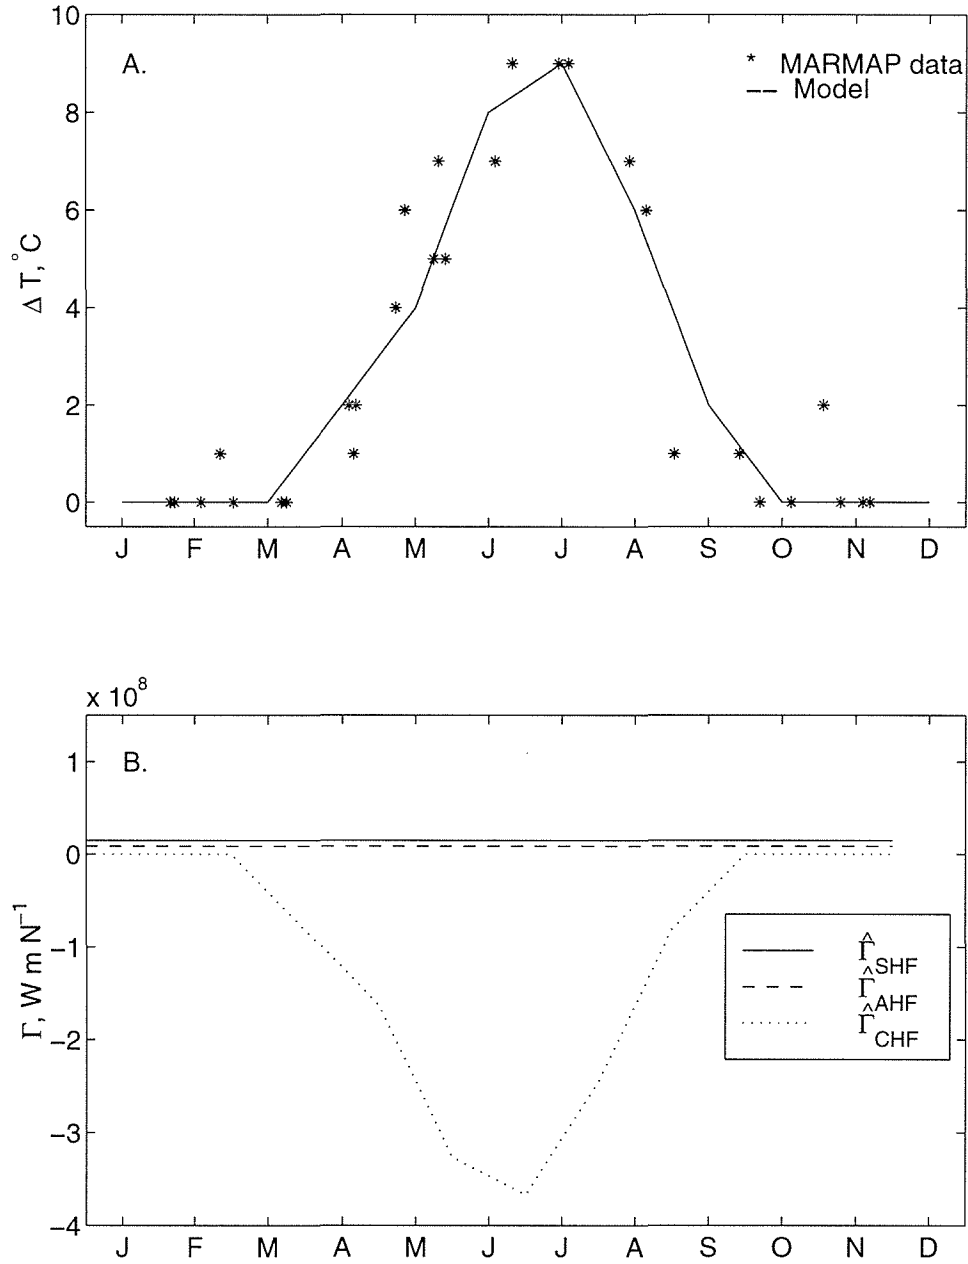 10
8
6
4
2
0
Δ T, °C
A.
* MARMAP data
−− Model
J F M A M J J A S O N D
x 10^8
1
0
−1
−2
−3
−4
Γ, W m N^−1
B.
Γ̂_SHF
Γ̂_AHF
Γ̂_CHF
J F M A M J J A S O N D